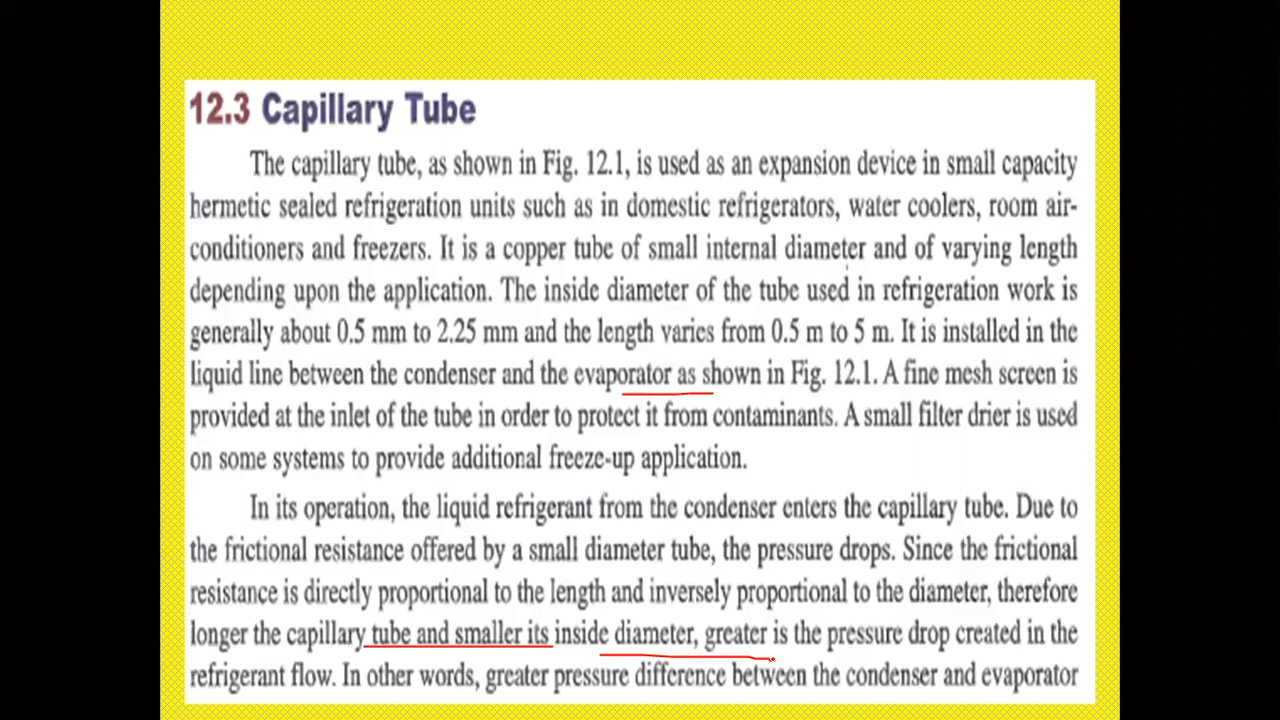 12.3 Capillary Tube
The capillary tube, as shown in Fig. 12.1, is used as an expansion device in small capacity
hermetic sealed refrigeration units such as in domestic refrigerators, water coolers, room air-
conditioners and freezers. It is a copper tube of small internal diameter and of varying length
depending upon the application. The inside diameter of the tube used in refrigeration work is
generally about 0.5 mm to 2.25 mm and the length varies from 0.5 m to 5 m. It is installed in the
liquid line between the condenser and the evaporator as shown in Fig. 12.1. A fine mesh screen is
provided at the inlet of the tube in order to protect it from contaminants. A small filter drier is used
on some systems to provide additional freeze-up application.
In its operation, the liquid refrigerant from the condenser enters the capillary tube. Due to
the frictional resistance offered by a small diameter tube, the pressure drops. Since the frictional
resistance is directly proportional to the length and inversely proportional to the diameter, therefore
longer the capillary tube and smaller its inside diameter, greater is the pressure drop created in the
refrigerant flow. In other words, greater pressure difference between the condenser and evaporator